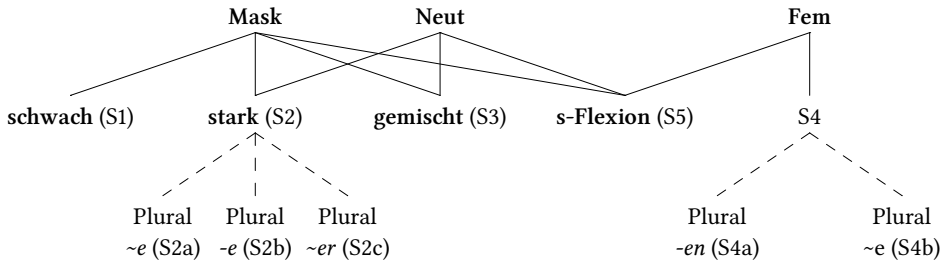 Mask Neut Fem
schwach (S1) stark (S2) gemischt (S3) s-Flexion (S5) S4
Plural Plural Plural Plural Plural
~e (S2a) -e (S2b) ~er (S2c) -en (S4a) ~e (S4b)